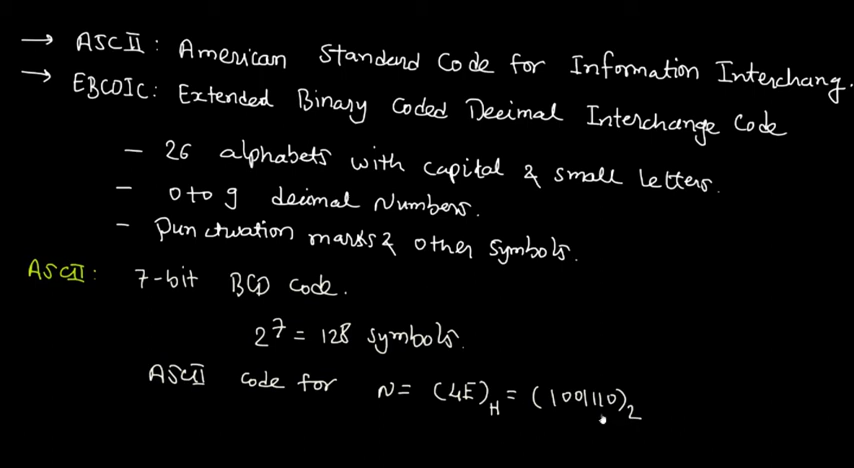 → ASCII: American Standard Code for Information Interchang.
→ EBCDIC: Extended Binary Coded Decimal Interchange Code
– 26 alphabets with capital & small letters.
– 0 to 9 decimal Numbers.
– Punctuation marks & other symbols.
ASCII: 7-bit BCD code.
2⁷ = 128 symbols.
ASCII code for N = (4E)H = (1001110)₂